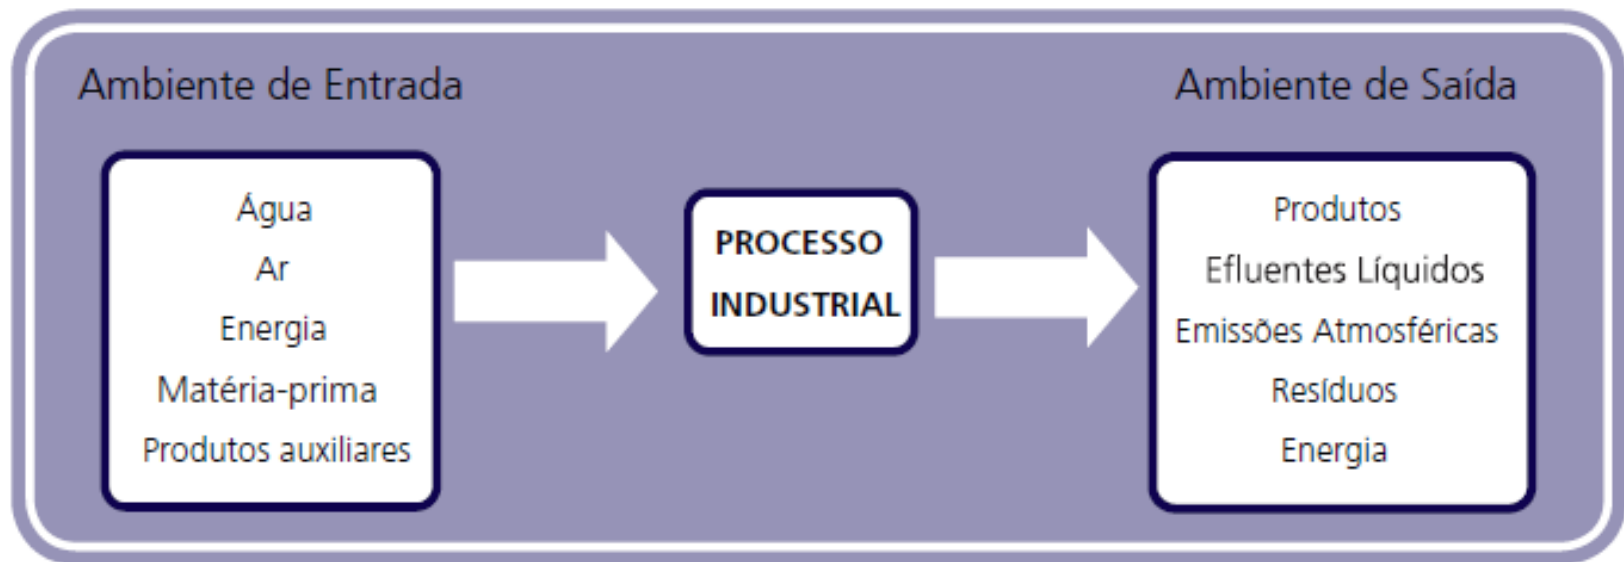 Ambiente de Entrada
Água
Ar
Energia
Matéria-prima
Produtos auxiliares
PROCESSO
INDUSTRIAL
Ambiente de Saída
Produtos
Efluentes Líquidos
Emissões Atmosféricas
Resíduos
Energia